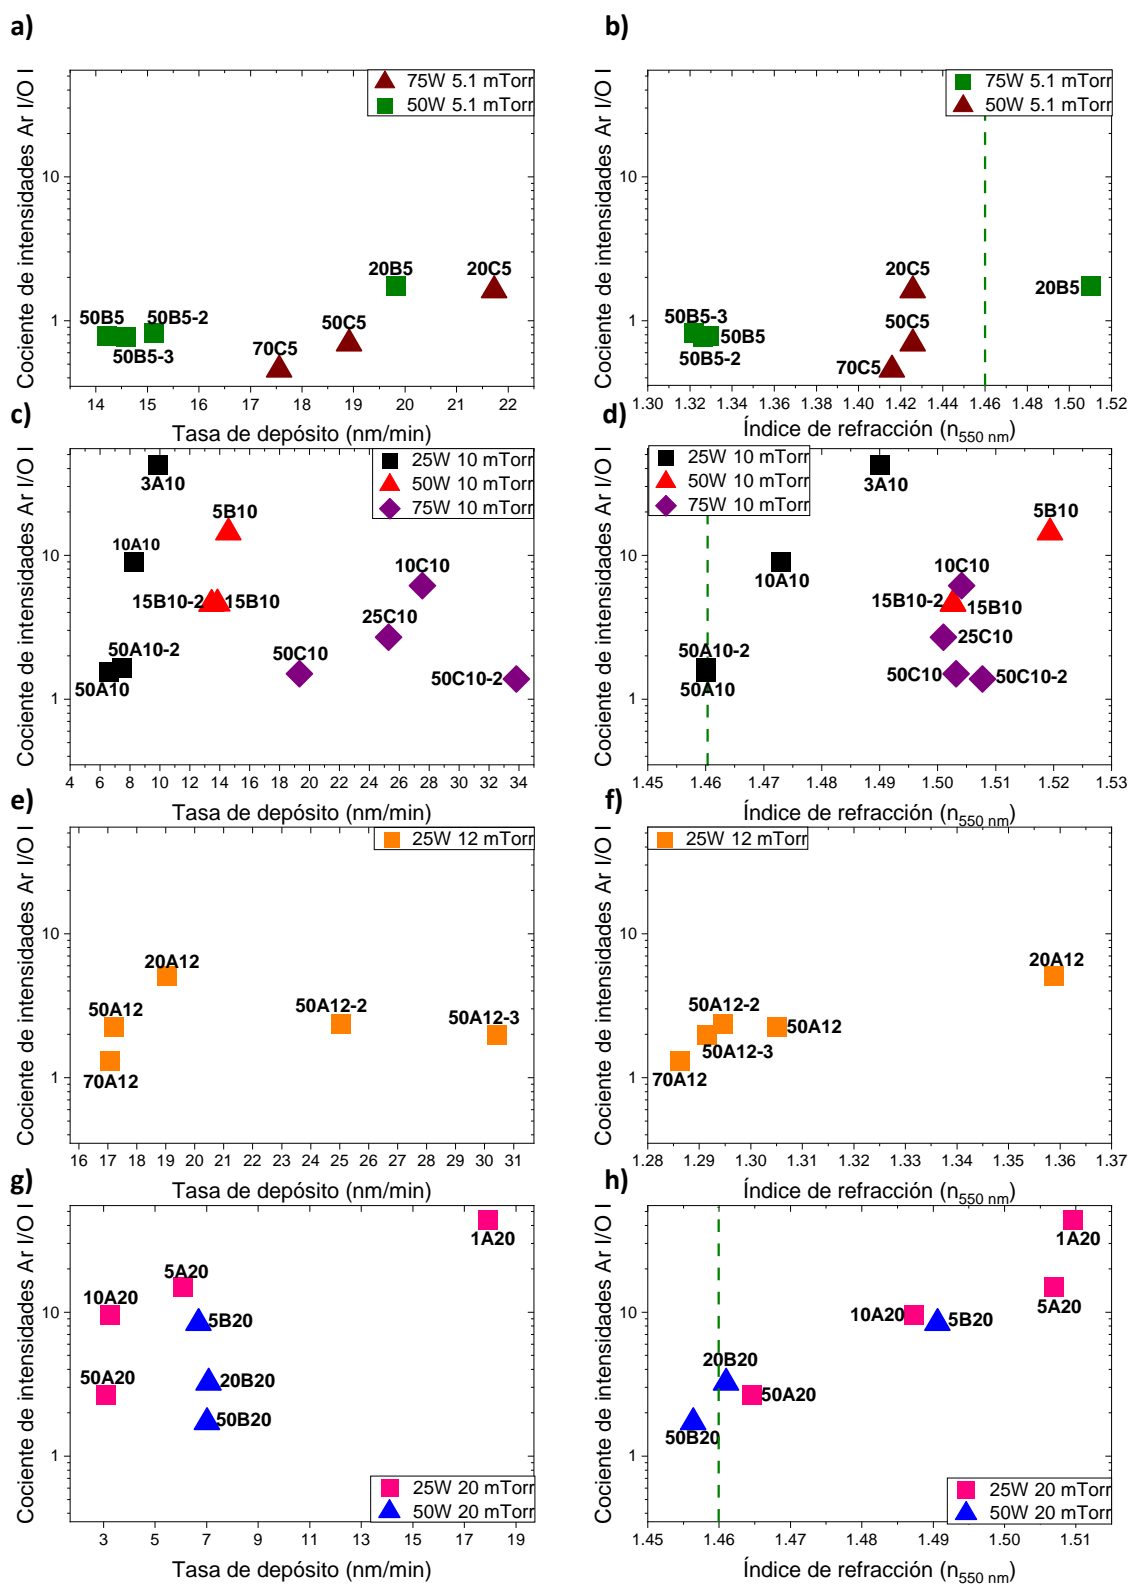 a)
b)
Cociente de intensidades Ar I/O I
10
1
75W 5.1 mTorr
50W 5.1 mTorr
20B5
20C5
50B5
50B5-2
50B5-3
50C5
70C5
14 15 16 17 18 19 20 21 22
Tasa de depósito (nm/min)
Cociente de intensidades Ar I/O I
10
1
75W 5.1 mTorr
50W 5.1 mTorr
20C5
20B5
50B5-3
50C5
50B5
50B5-2
70C5
1.30 1.32 1.34 1.36 1.38 1.40 1.42 1.44 1.46 1.48 1.50 1.52
Índice de refracción (n550 nm)
c)
d)
Cociente de intensidades Ar I/O I
10
1
25W 10 mTorr
50W 10 mTorr
75W 10 mTorr
3A10
5B10
10A10
10C10
15B10-2
15B10
25C10
50A10-2
50C10
50A10
50C10-2
4 6 8 10 12 14 16 18 20 22 24 26 28 30 32 34
Tasa de depósito (nm/min)
Cociente de intensidades Ar I/O I
10
1
25W 10 mTorr
50W 10 mTorr
75W 10 mTorr
3A10
5B10
10A10
10C10
15B10-2
15B10
25C10
50A10-2
50C10
50C10-2
50A10
1.45 1.46 1.47 1.48 1.49 1.50 1.51 1.52 1.53
Índice de refracción (n550 nm)
e)
f)
Cociente de intensidades Ar I/O I
10
1
25W 12 mTorr
20A12
50A12
50A12-2
50A12-3
70A12
16 17 18 19 20 21 22 23 24 25 26 27 28 29 30 31
Tasa de depósito (nm/min)
Cociente de intensidades Ar I/O I
10
1
25W 12 mTorr
20A12
50A12-2
50A12
50A12-3
70A12
1.28 1.29 1.30 1.31 1.32 1.33 1.34 1.35 1.36 1.37
Índice de refracción (n550 nm)
g)
h)
Cociente de intensidades Ar I/O I
10
1
1A20
5A20
10A20
5B20
50A20
20B20
50B20
25W 20 mTorr
50W 20 mTorr
3 5 7 9 11 13 15 17 19
Tasa de depósito (nm/min)
Cociente de intensidades Ar I/O I
10
1
1A20
5A20
10A20
5B20
20B20
50A20
50B20
25W 20 mTorr
50W 20 mTorr
1.45 1.46 1.47 1.48 1.49 1.50 1.51
Índice de refracción (n550 nm)